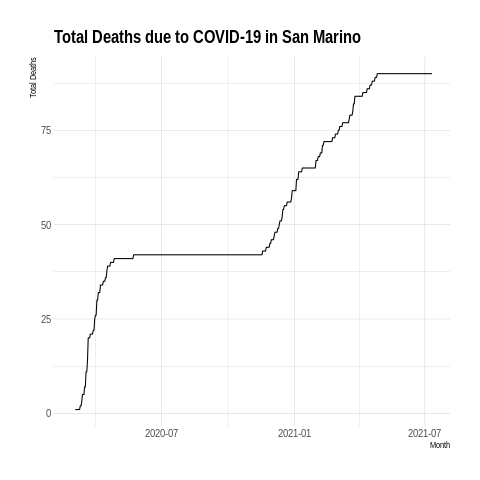 Total Deaths due to COVID-19 in San Marino
Total Deaths
75
50
25
0
2020-07
2021-01
2021-07
Month